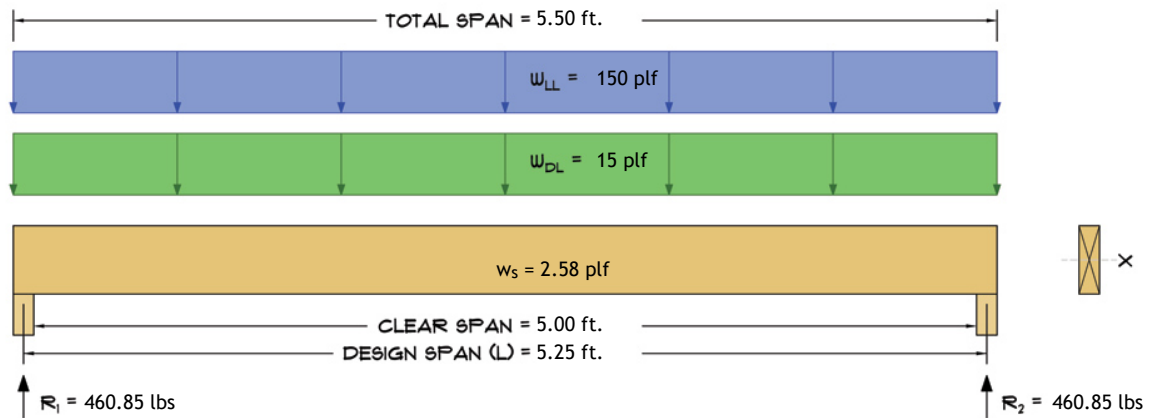 TOTAL SPAN = 5.50 ft.
wLL = 150 plf
wDL = 15 plf
ws = 2.58 plf
X
CLEAR SPAN = 5.00 ft.
DESIGN SPAN (L) = 5.25 ft.
R1 = 460.85 lbs
R2 = 460.85 lbs